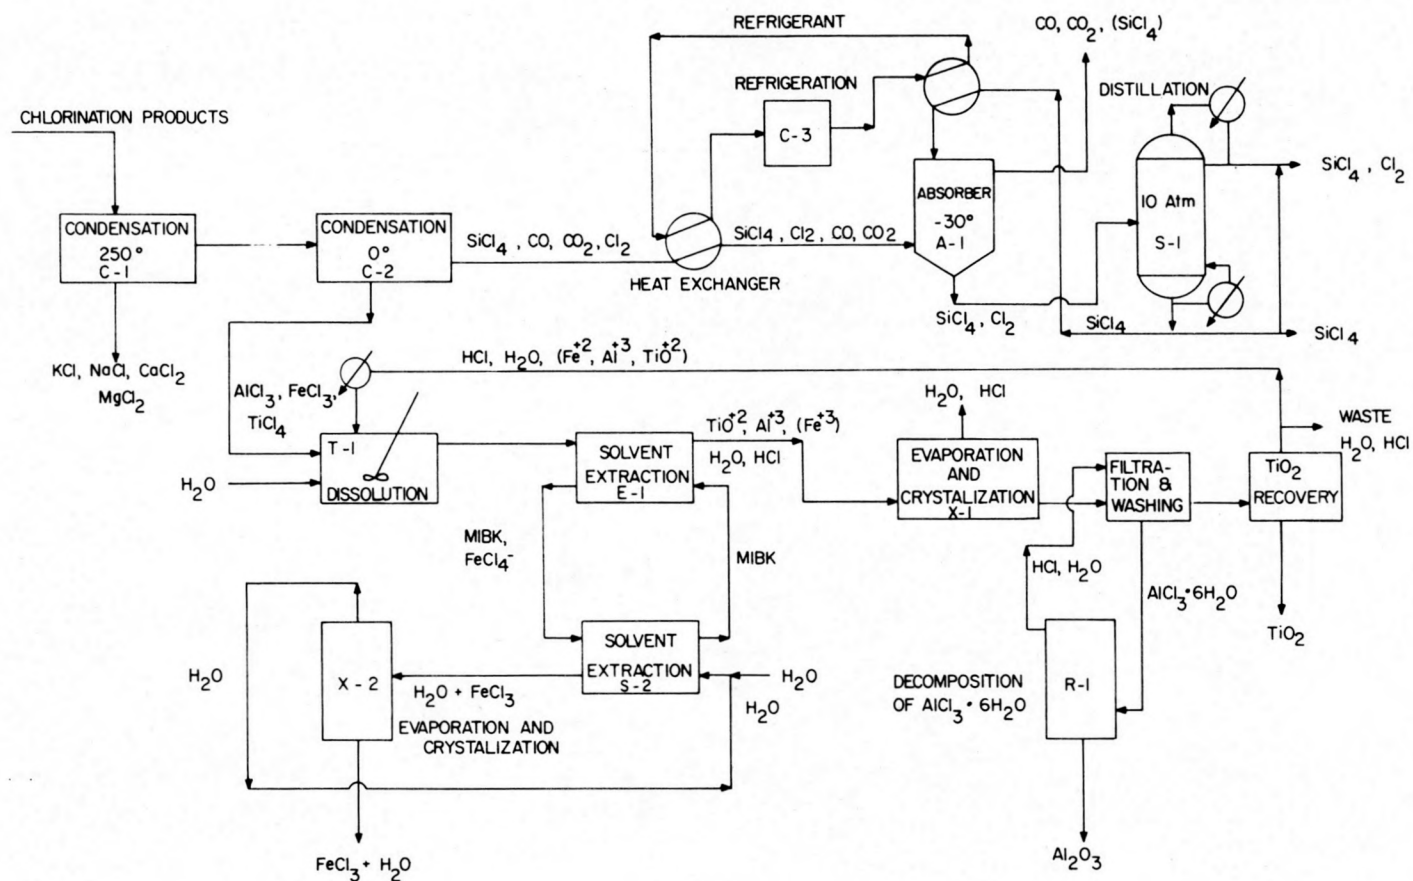 REFRIGERANT
CO, CO₂, (SiCl₄)
REFRIGERATION
DISTILLATION
CHLORINATION PRODUCTS
C-3
SiCl₄, Cl₂
ABSORBER
-30°
A-1
10 Atm
S-1
CONDENSATION
250°
C-1
CONDENSATION
0°
C-2
SiCl₄, CO, CO₂, Cl₂
SiCl₄, Cl₂, CO, CO₂
HEAT EXCHANGER
SiCl₄, Cl₂
SiCl₄
SiCl₄
KCl, NaCl, CaCl₂
MgCl₂
HCl, H₂O, (Fe⁺², Al⁺³, TiO⁺²)
AlCl₃, FeCl₃,
TiCl₄
H₂O, HCl
WASTE
H₂O, HCl
T-1
DISSOLUTION
H₂O
SOLVENT
EXTRACTION
E-1
TiO⁺², Al⁺³, (Fe⁺³)
H₂O, HCl
EVAPORATION
AND
CRYSTALIZATION
X-1
FILTRA-
TION &
WASHING
TiO₂
RECOVERY
MIBK,
FeCl₄⁻
MIBK
HCl, H₂O
AlCl₃•6H₂O
TiO₂
H₂O
X-2
SOLVENT
EXTRACTION
S-2
H₂O
H₂O
H₂O + FeCl₃
EVAPORATION AND
CRYSTALIZATION
DECOMPOSITION
OF AlCl₃•6H₂O
R-1
FeCl₃ + H₂O
Al₂O₃